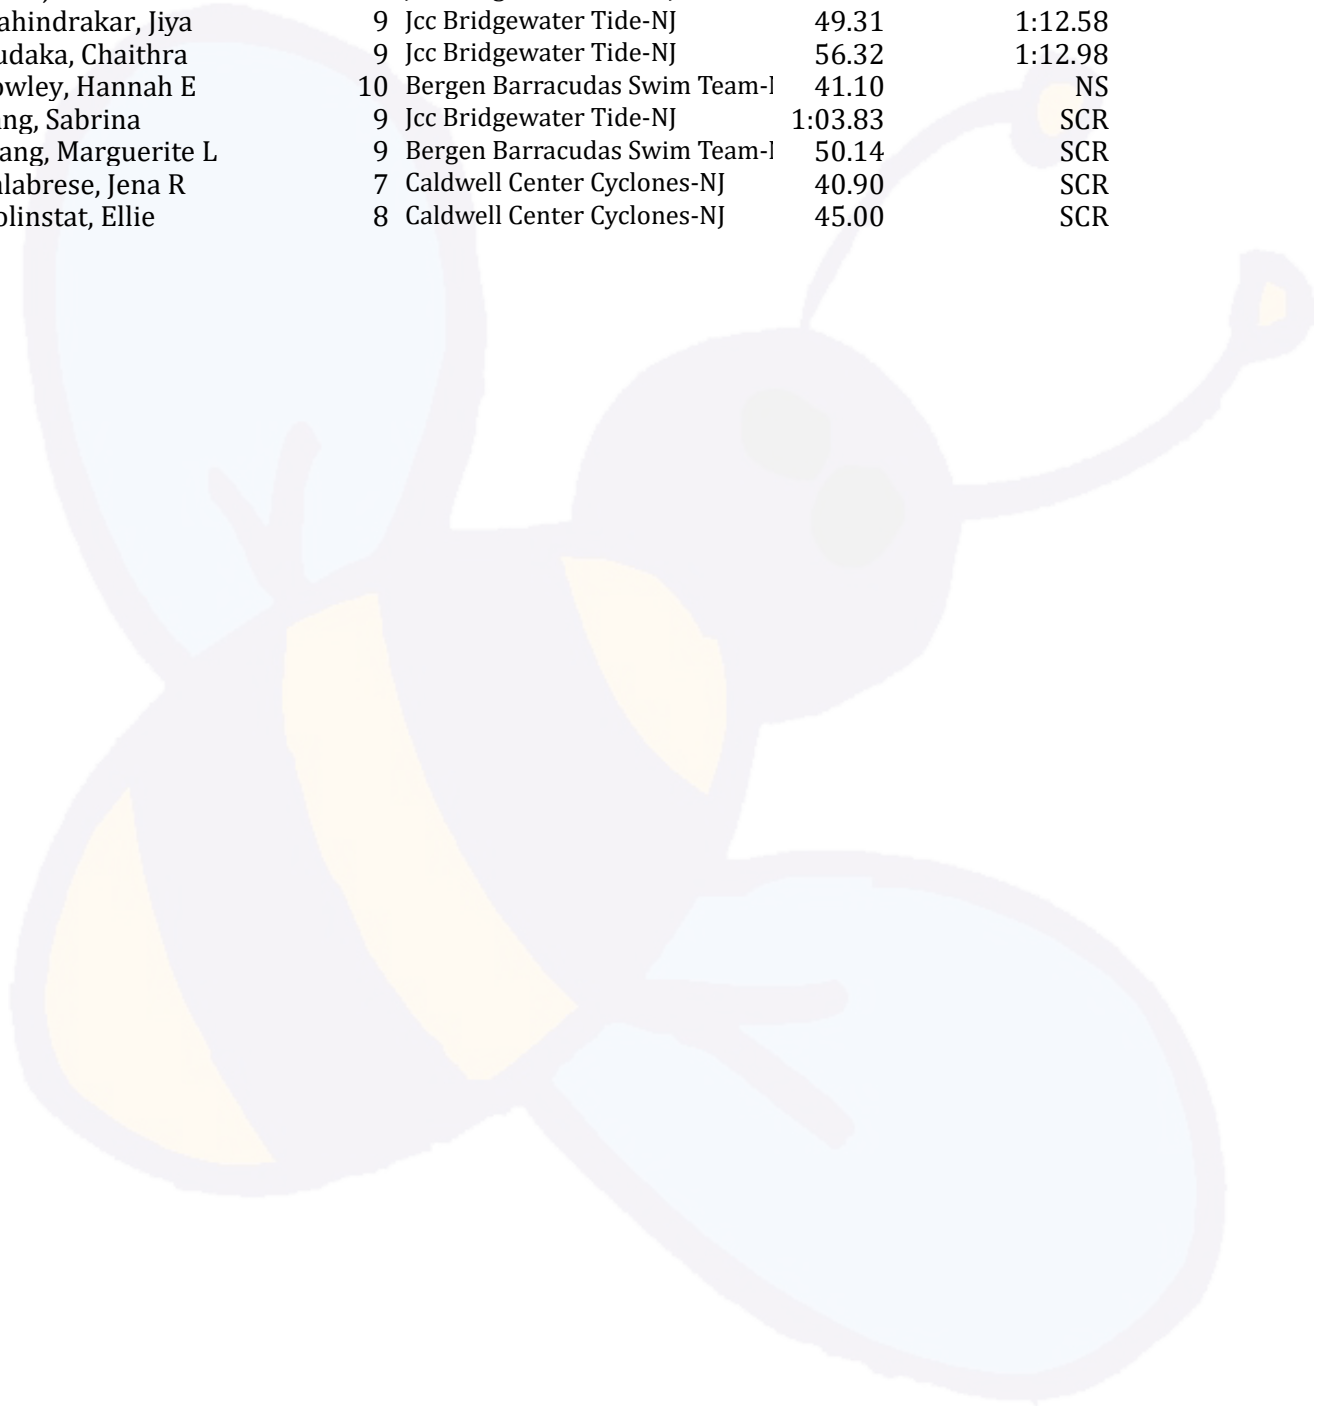 ahindrakar, Jiya 9 Jcc Bridgewater Tide-NJ 49.31 1:12.58
udaka, Chaithra 9 Jcc Bridgewater Tide-NJ 56.32 1:12.98
owley, Hannah E 10 Bergen Barracudas Swim Team- 41.10 NS
ang, Sabrina 9 Jcc Bridgewater Tide-NJ 1:03.83 SCR
ang, Marguerite L 9 Bergen Barracudas Swim Team- 50.14 SCR
alabrese, Jena R 7 Caldwell Center Cyclones-NJ 40.90 SCR
olinstat, Ellie 8 Caldwell Center Cyclones-NJ 45.00 SCR